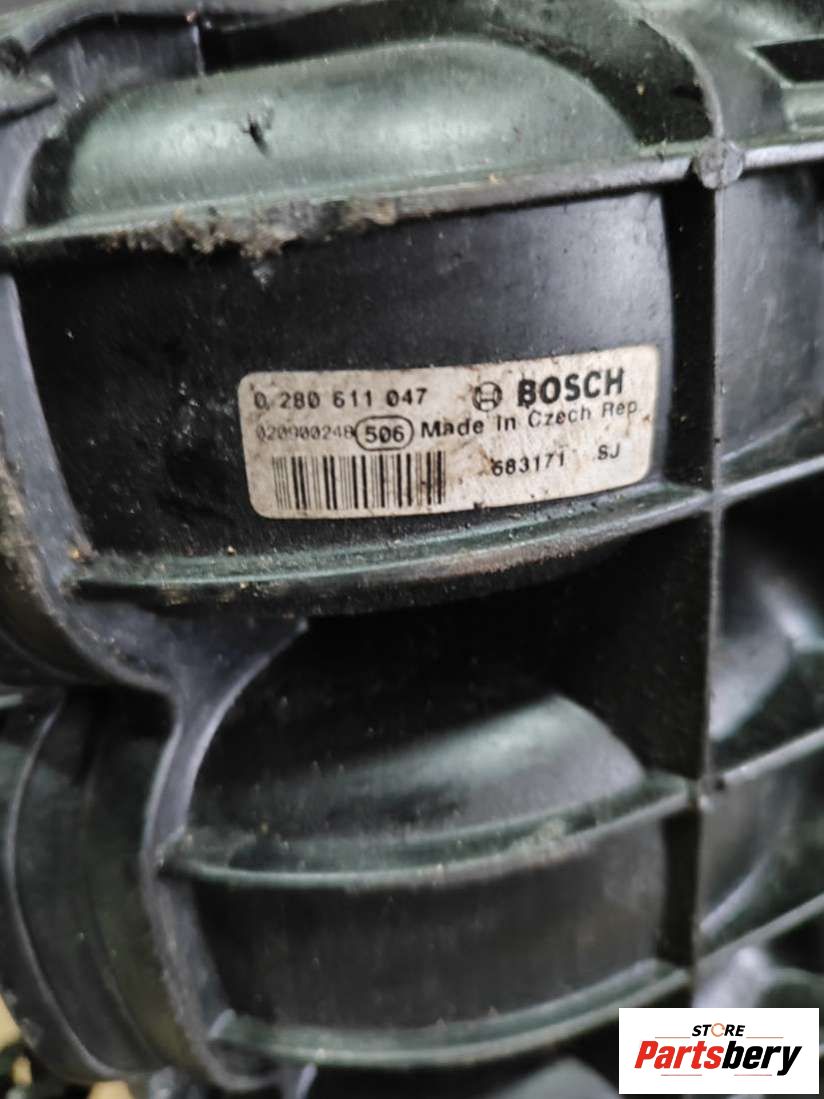 0 280 611 047 BOSCH
020900248 506 Made in Czech Rep
683171 SJ
STORE
Partsbery